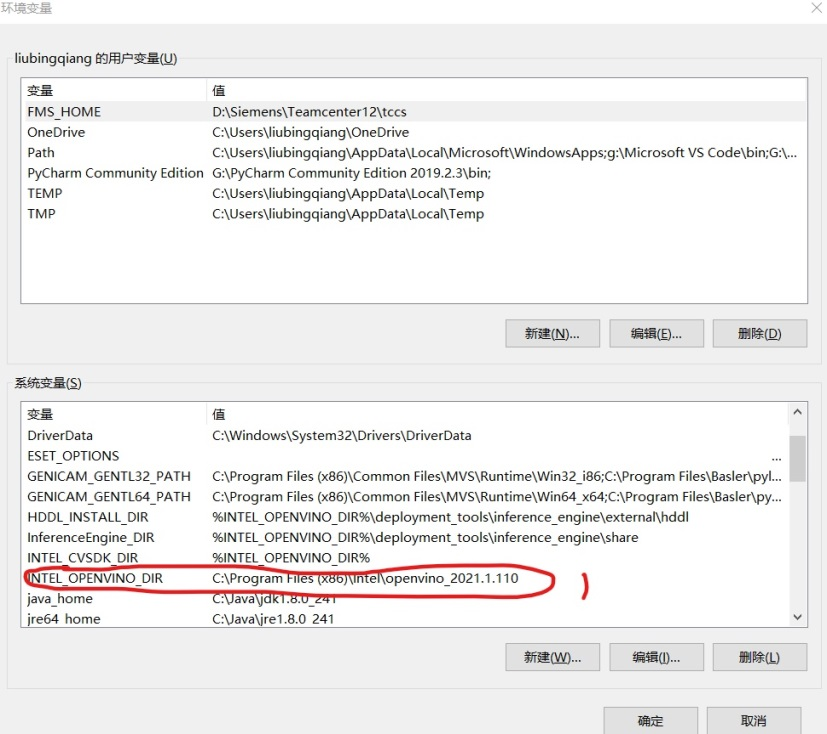 环境变量
liubingqiang 的用户变量(U)
变量 值
FMS_HOME D:\Siemens\Teamcenter12\tccs
OneDrive C:\Users\liubingqiang\OneDrive
Path C:\Users\liubingqiang\AppData\Local\Microsoft\WindowsApps;g:\Microsoft VS Code\bin;G:\...
PyCharm Community Edition G:\PyCharm Community Edition 2019.2.3\bin;
TEMP C:\Users\liubingqiang\AppData\Local\Temp
TMP C:\Users\liubingqiang\AppData\Local\Temp
新建(N)... 编辑(E)... 删除(D)
系统变量(S)
变量 值
DriverData C:\Windows\System32\Drivers\DriverData
ESET_OPTIONS ...
GENICAM_GENTL32_PATH C:\Program Files (x86)\Common Files\MVS\Runtime\Win32_i86;C:\Program Files\Basler\pyl...
GENICAM_GENTL64_PATH C:\Program Files (x86)\Common Files\MVS\Runtime\Win64_x64;C:\Program Files\Basler\py...
HDDL_INSTALL_DIR %INTEL_OPENVINO_DIR%\deployment_tools\inference_engine\external\hddl
InferenceEngine_DIR %INTEL_OPENVINO_DIR%\deployment_tools\inference_engine\share
INTEL_CVSDK_DIR %INTEL_OPENVINO_DIR%
INTEL_OPENVINO_DIR C:\Program Files (x86)\Intel\openvino_2021.1.110
java_home C:\Java\jdk1.8.0_241
jre64_home C:\Java\jre1.8.0_241
新建(W)... 编辑(I)... 删除(L)
确定 取消